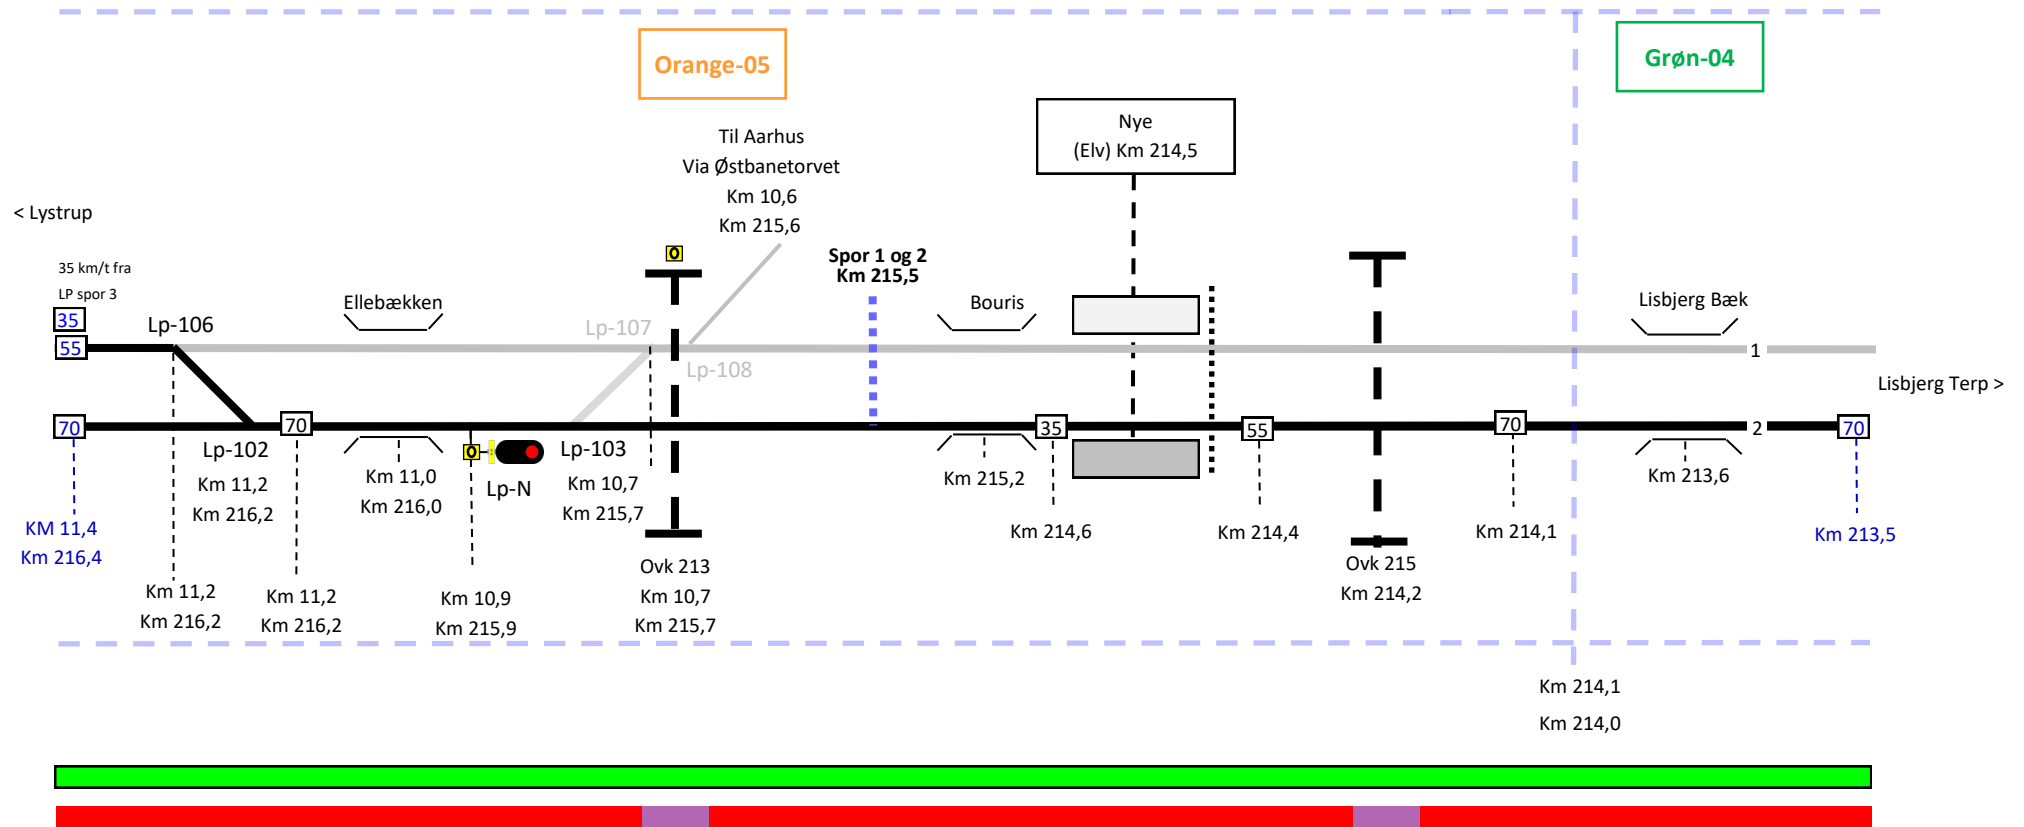 Orange-05
Grøn-04
Nye
(Elv) Km 214,5
Til Aarhus
Via Østbanetorvet
Km 10,6
Km 215,6
< Lystrup
Spor 1 og 2
Km 215,5
35 km/t fra
LP spor 3
35
55
Lp-106
Ellebækken
Lp-107
Lp-108
Bouris
Lisbjerg Bæk
1
Lisbjerg Terp >
70
Lp-102
70
Lp-N
Lp-103
35
55
70
2
70
KM 11,4
Km 216,4
Km 11,2
Km 216,2
Km 11,0
Km 216,0
Km 10,7
Km 215,7
Km 215,2
Km 214,6
Km 214,4
Km 214,1
Km 213,6
Km 213,5
Km 11,2
Km 216,2
Km 11,2
Km 216,2
Km 10,9
Km 215,9
Ovk 213
Km 10,7
Km 215,7
Ovk 215
Km 214,2
Km 214,1
Km 214,0